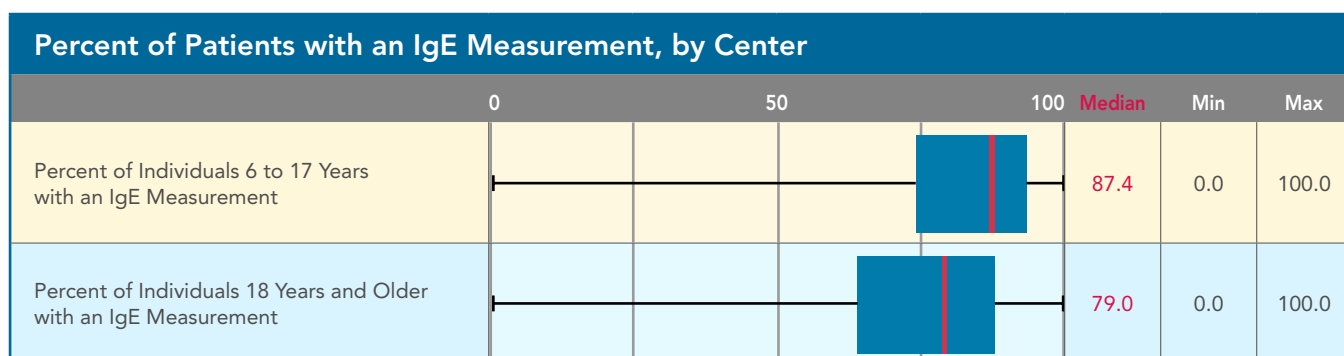 Percent of Patients with an IgE Measurement, by Center
0 50 100 Median Min Max
Percent of Individuals 6 to 17 Years
with an IgE Measurement
87.4 0.0 100.0
Percent of Individuals 18 Years and Older
with an IgE Measurement
79.0 0.0 100.0